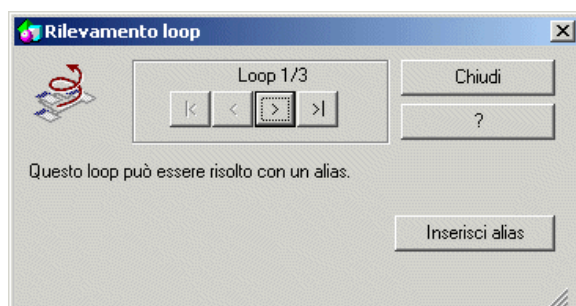 Rilevamento loop
Loop 1/3
|< < > >|
Chiudi
?
Questo loop può essere risolto con un alias.
Inserisci alias